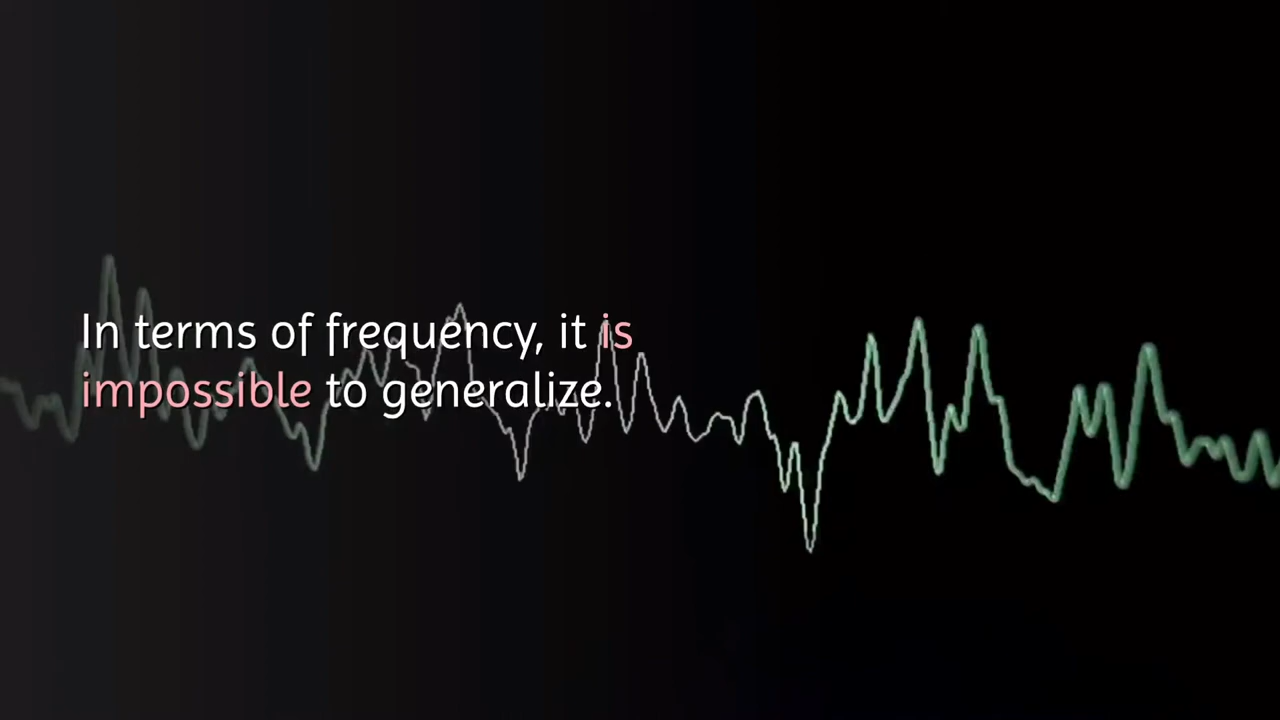 In terms of frequency, it is
impossible to generalize.